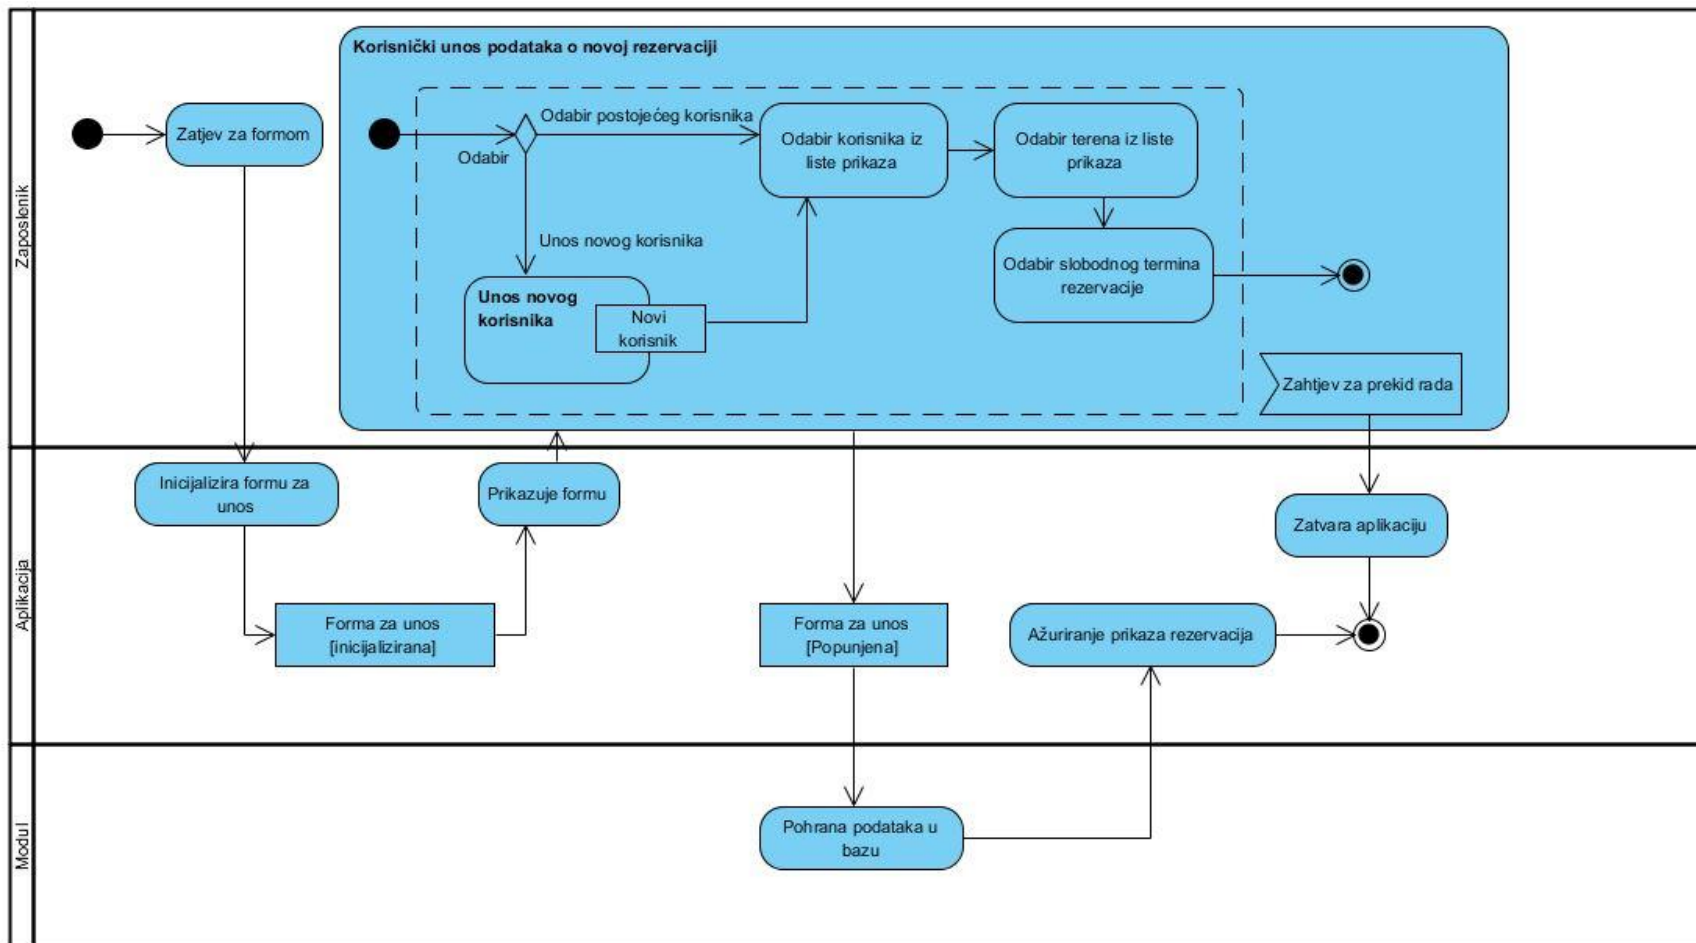 Zaposlenik
Korisnički unos podataka o novoj rezervaciji
Zatjev za formom
Odabir postojećeg korisnika
Odabir
Odabir korisnika iz
liste prikaza
Odabir terena iz liste
prikaza
Unos novog korisnika
Unos novog
korisnika
Novi
korisnik
Odabir slobodnog termina
rezervacije
Zahtjev za prekid rada
Aplikacija
Inicijalizira formu za
unos
Prikazuje formu
Zatvara aplikaciju
Forma za unos
[inicijalizirana]
Forma za unos
[Popunjena]
Ažuriranje prikaza rezervacija
Modul
Pohrana podataka u
bazu